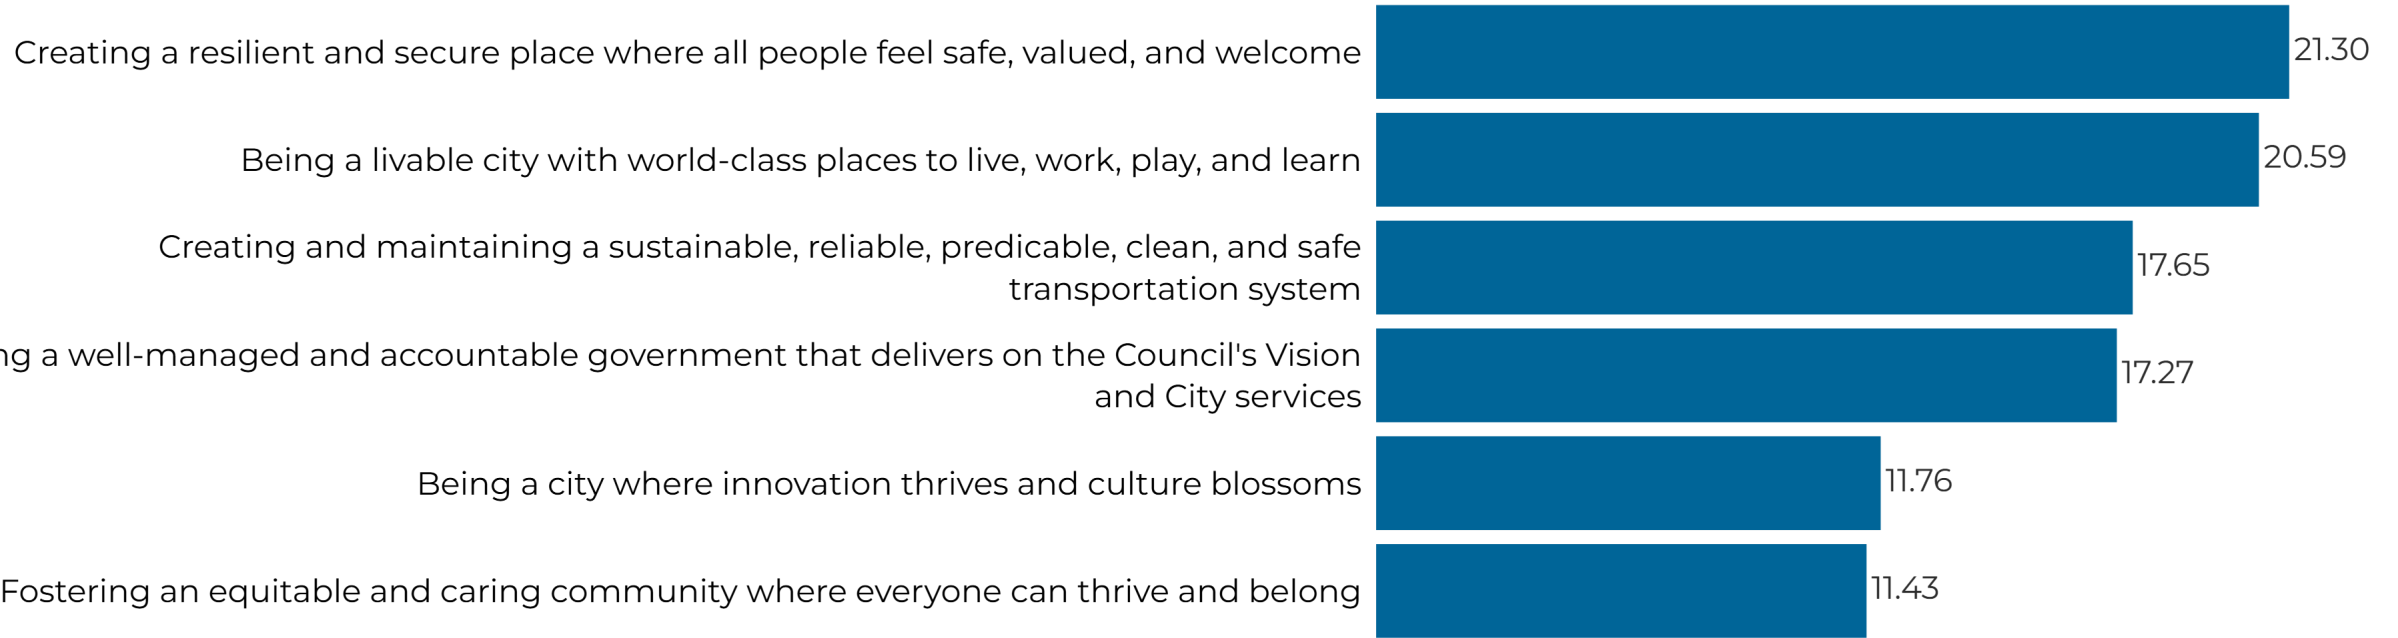 Creating a resilient and secure place where all people feel safe, valued, and welcome 21.30
Being a livable city with world-class places to live, work, play, and learn 20.59
Creating and maintaining a sustainable, reliable, predicable, clean, and safe
transportation system 17.65
a well-managed and accountable government that delivers on the Council's Vision
and City services 17.27
Being a city where innovation thrives and culture blossoms 11.76
Fostering an equitable and caring community where everyone can thrive and belong 11.43